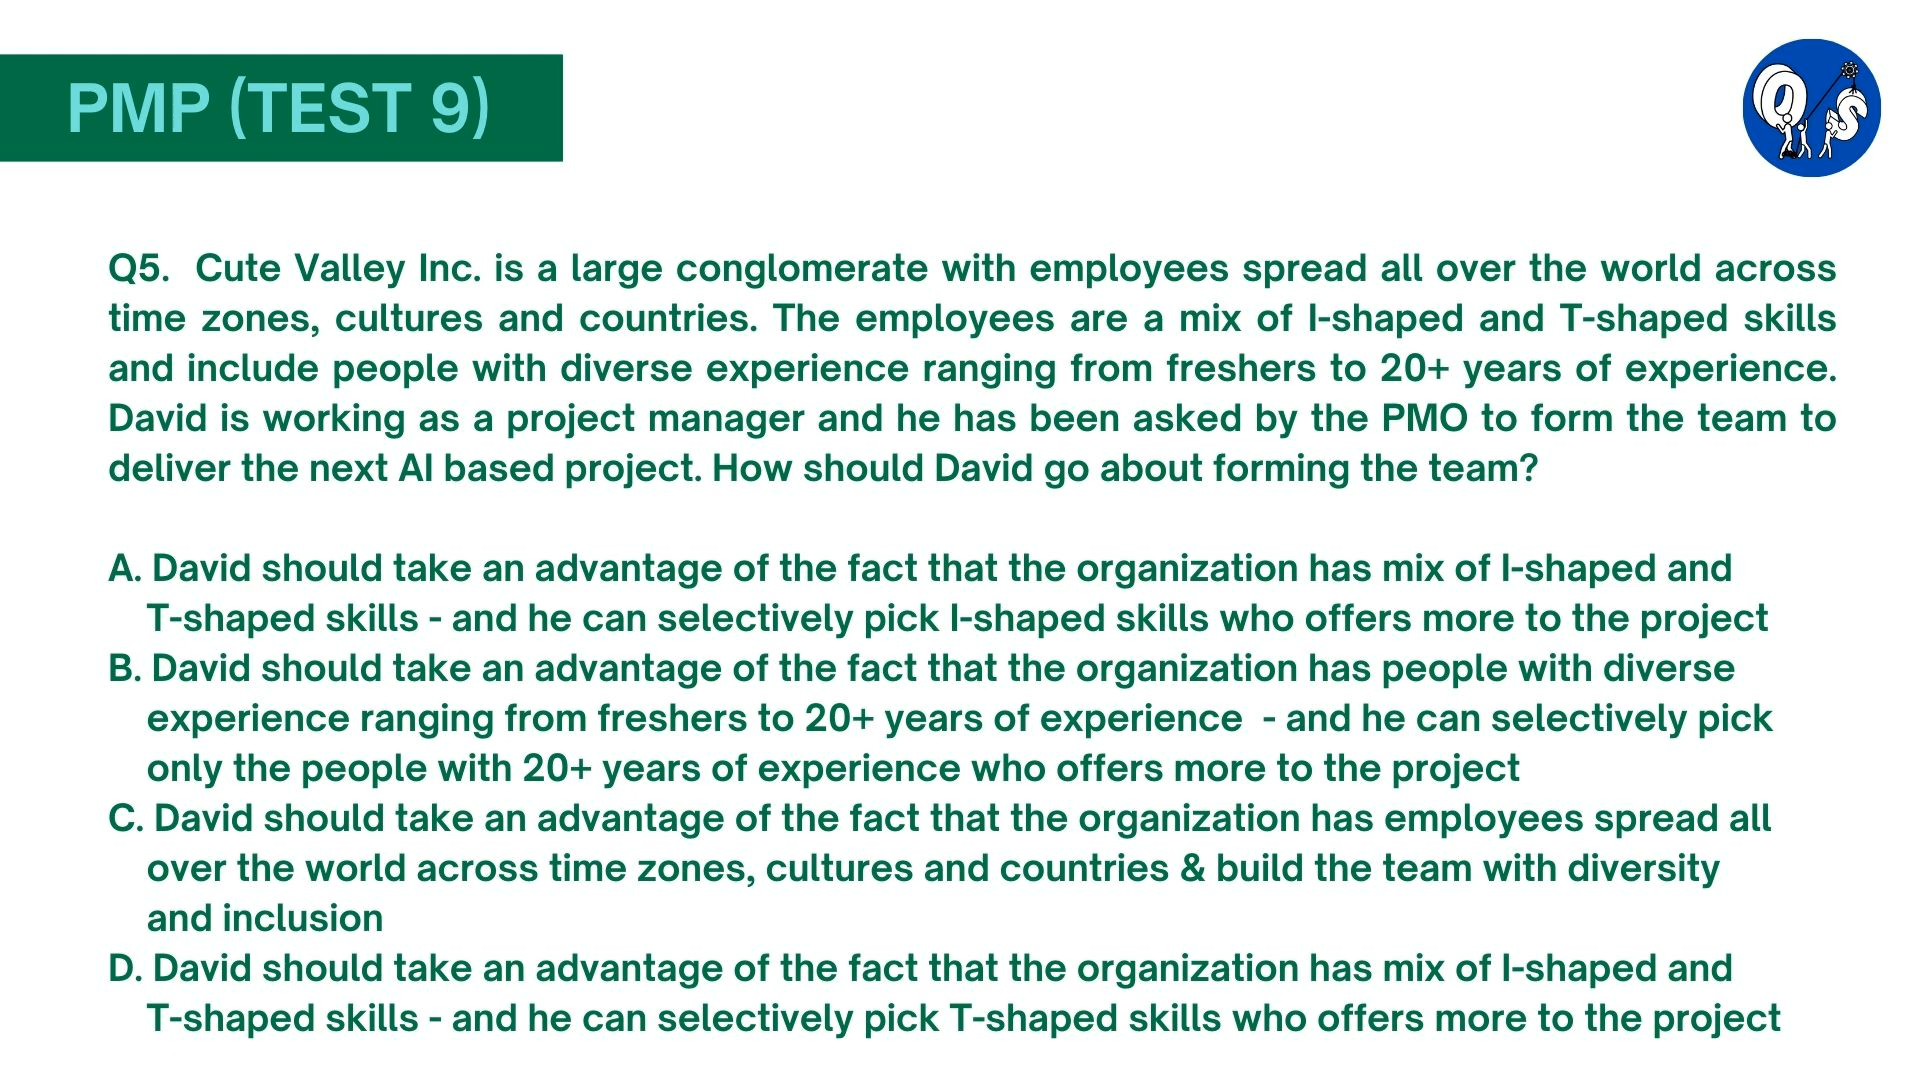 PMP (TEST 9)
Q S
Q5. Cute Valley Inc. is a large conglomerate with employees spread all over the world across
time zones, cultures and countries. The employees are a mix of I-shaped and T-shaped skills
and include people with diverse experience ranging from freshers to 20+ years of experience.
David is working as a project manager and he has been asked by the PMO to form the team to
deliver the next AI based project. How should David go about forming the team?
A. David should take an advantage of the fact that the organization has mix of I-shaped and
T-shaped skills - and he can selectively pick I-shaped skills who offers more to the project
B. David should take an advantage of the fact that the organization has people with diverse
experience ranging from freshers to 20+ years of experience - and he can selectively pick
only the people with 20+ years of experience who offers more to the project
C. David should take an advantage of the fact that the organization has employees spread all
over the world across time zones, cultures and countries & build the team with diversity
and inclusion
D. David should take an advantage of the fact that the organization has mix of I-shaped and
T-shaped skills - and he can selectively pick T-shaped skills who offers more to the project